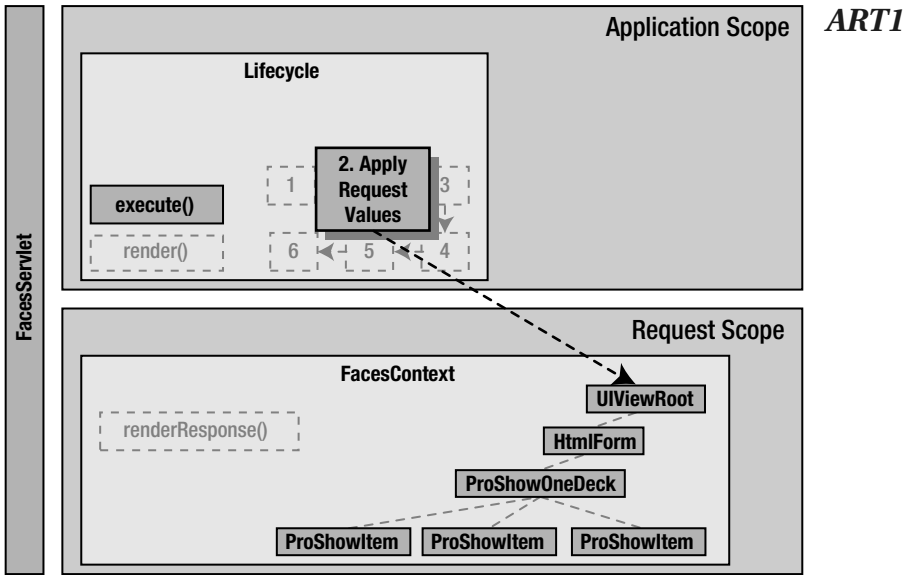 Application Scope
ART1
Lifecycle
2. Apply
Request
Values
1
3
execute()
render()
6
5
4
FacesServlet
Request Scope
FacesContext
UIViewRoot
renderResponse()
HtmlForm
ProShowOneDeck
ProShowItem
ProShowItem
ProShowItem